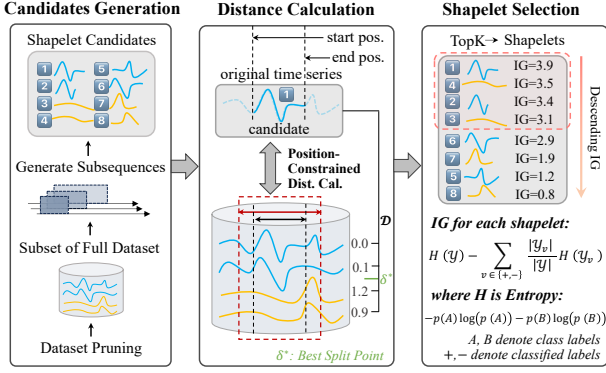 Candidates Generation
Shapelet Candidates
1 5
2 6
3 7
4 8
Generate Subsequences
Subset of Full Dataset
Dataset Pruning
Distance Calculation
start pos.
end pos.
original time series
1
candidate
Position-
Constrained
Dist. Cal.
𝒟
0.0
0.1
δ*
1.2
0.9
δ*: Best Split Point
Shapelet Selection
TopK→ Shapelets
1 IG=3.9
4 IG=3.5
2 IG=3.4
3 IG=3.1
6 IG=2.9
7 IG=1.9
5 IG=1.2
8 IG=0.8
Descending IG
IG for each shapelet:
H (𝒴) − ∑ v ∈ {+,−} |𝒴v| / |𝒴| H (𝒴v)
where H is Entropy:
−p(A)log(p (A)) − p(B)log(p (B))
A, B denote class labels
+,− denote classified labels